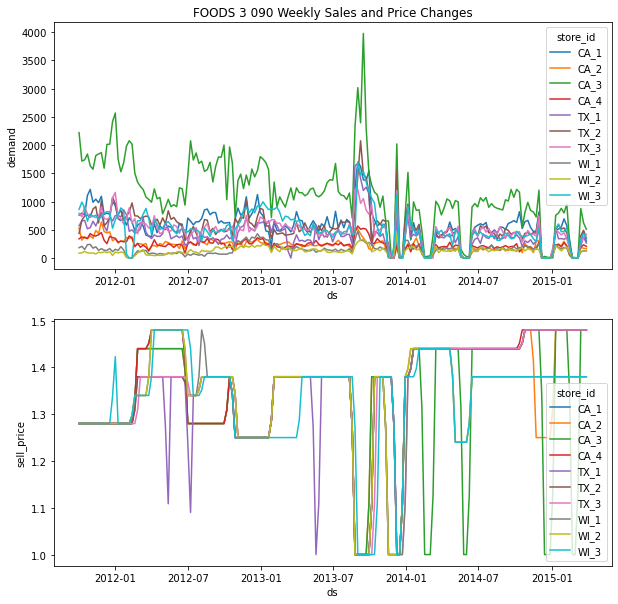 FOODS 3 090 Weekly Sales and Price Changes
4000
3500
3000
2500
2000
1500
1000
500
0
demand
2012-01 2012-07 2013-01 2013-07 2014-01 2014-07 2015-01
ds
store_id
CA_1
CA_2
CA_3
CA_4
TX_1
TX_2
TX_3
WI_1
WI_2
WI_3
1.5
1.4
1.3
1.2
1.1
1.0
sell_price
2012-01 2012-07 2013-01 2013-07 2014-01 2014-07 2015-01
ds
store_id
CA_1
CA_2
CA_3
CA_4
TX_1
TX_2
TX_3
WI_1
WI_2
WI_3